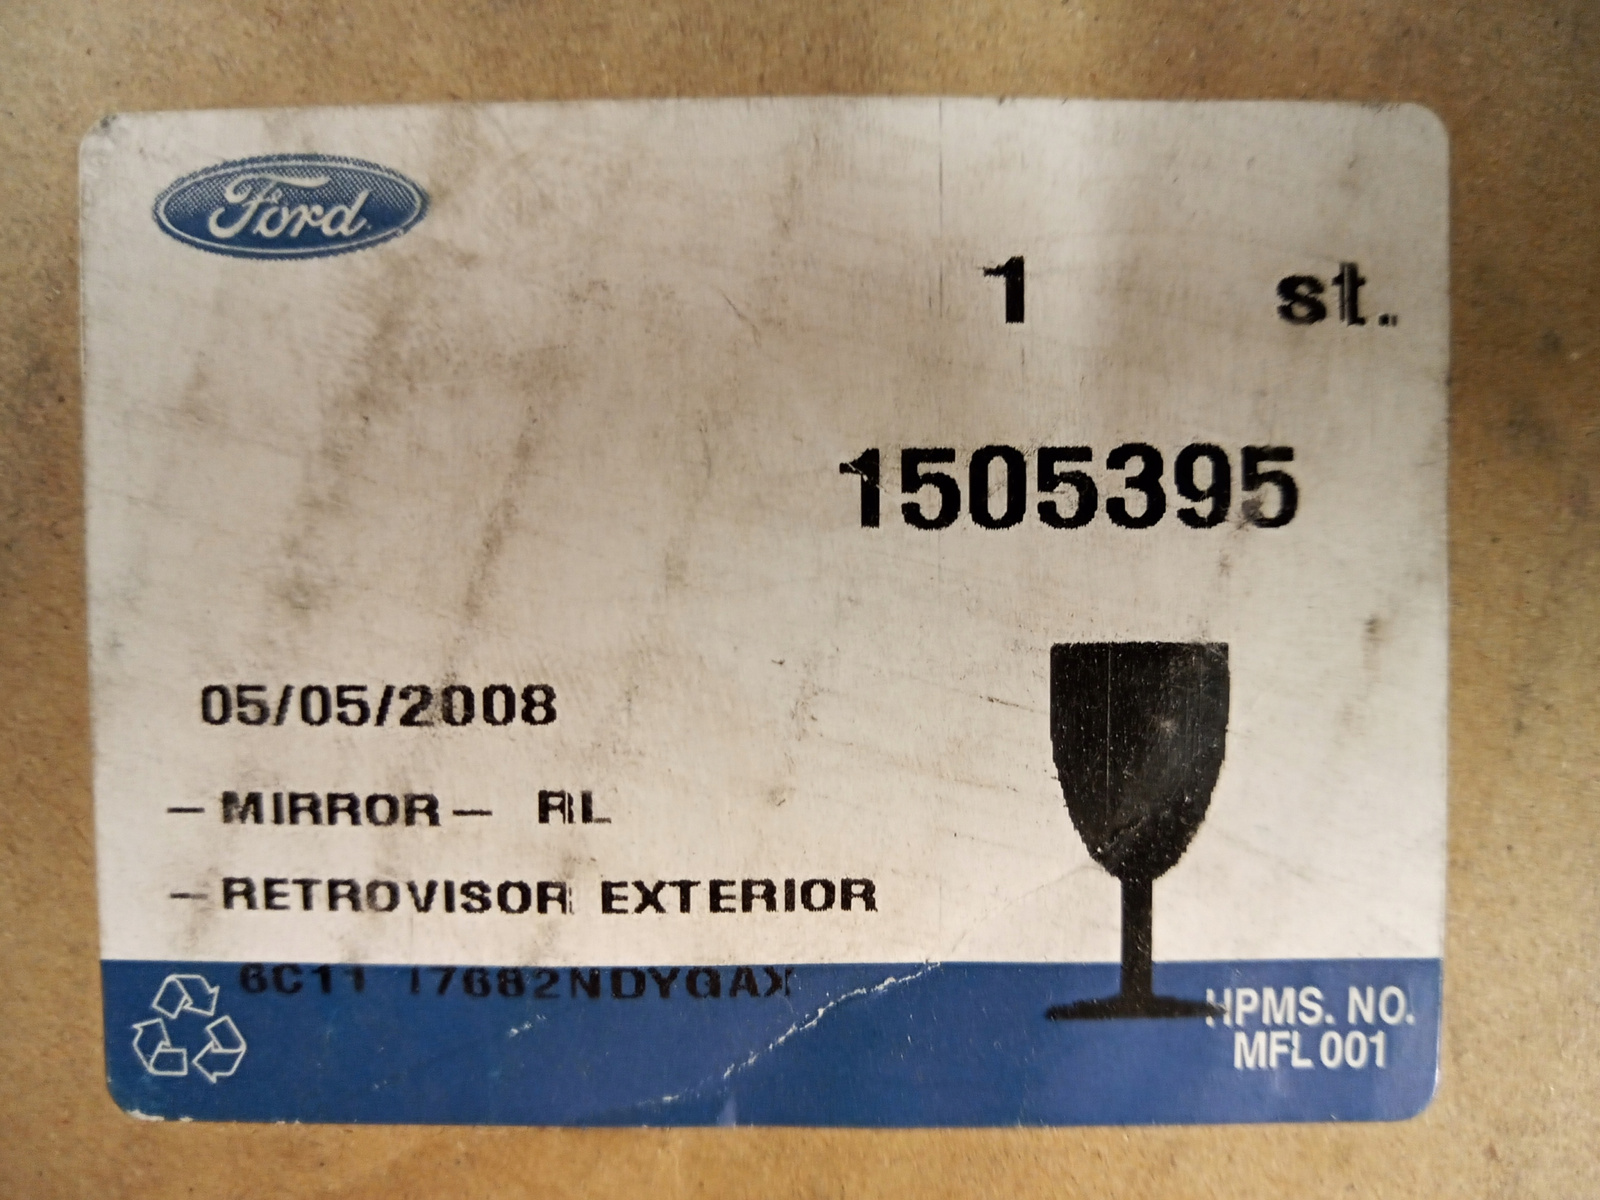 Ford
1 st.
1505395
05/05/2008
- MIRROR - RL
- RETROVISOR EXTERIOR
6C11 17682NDYGAX
HPMS. NO.
MFL 001